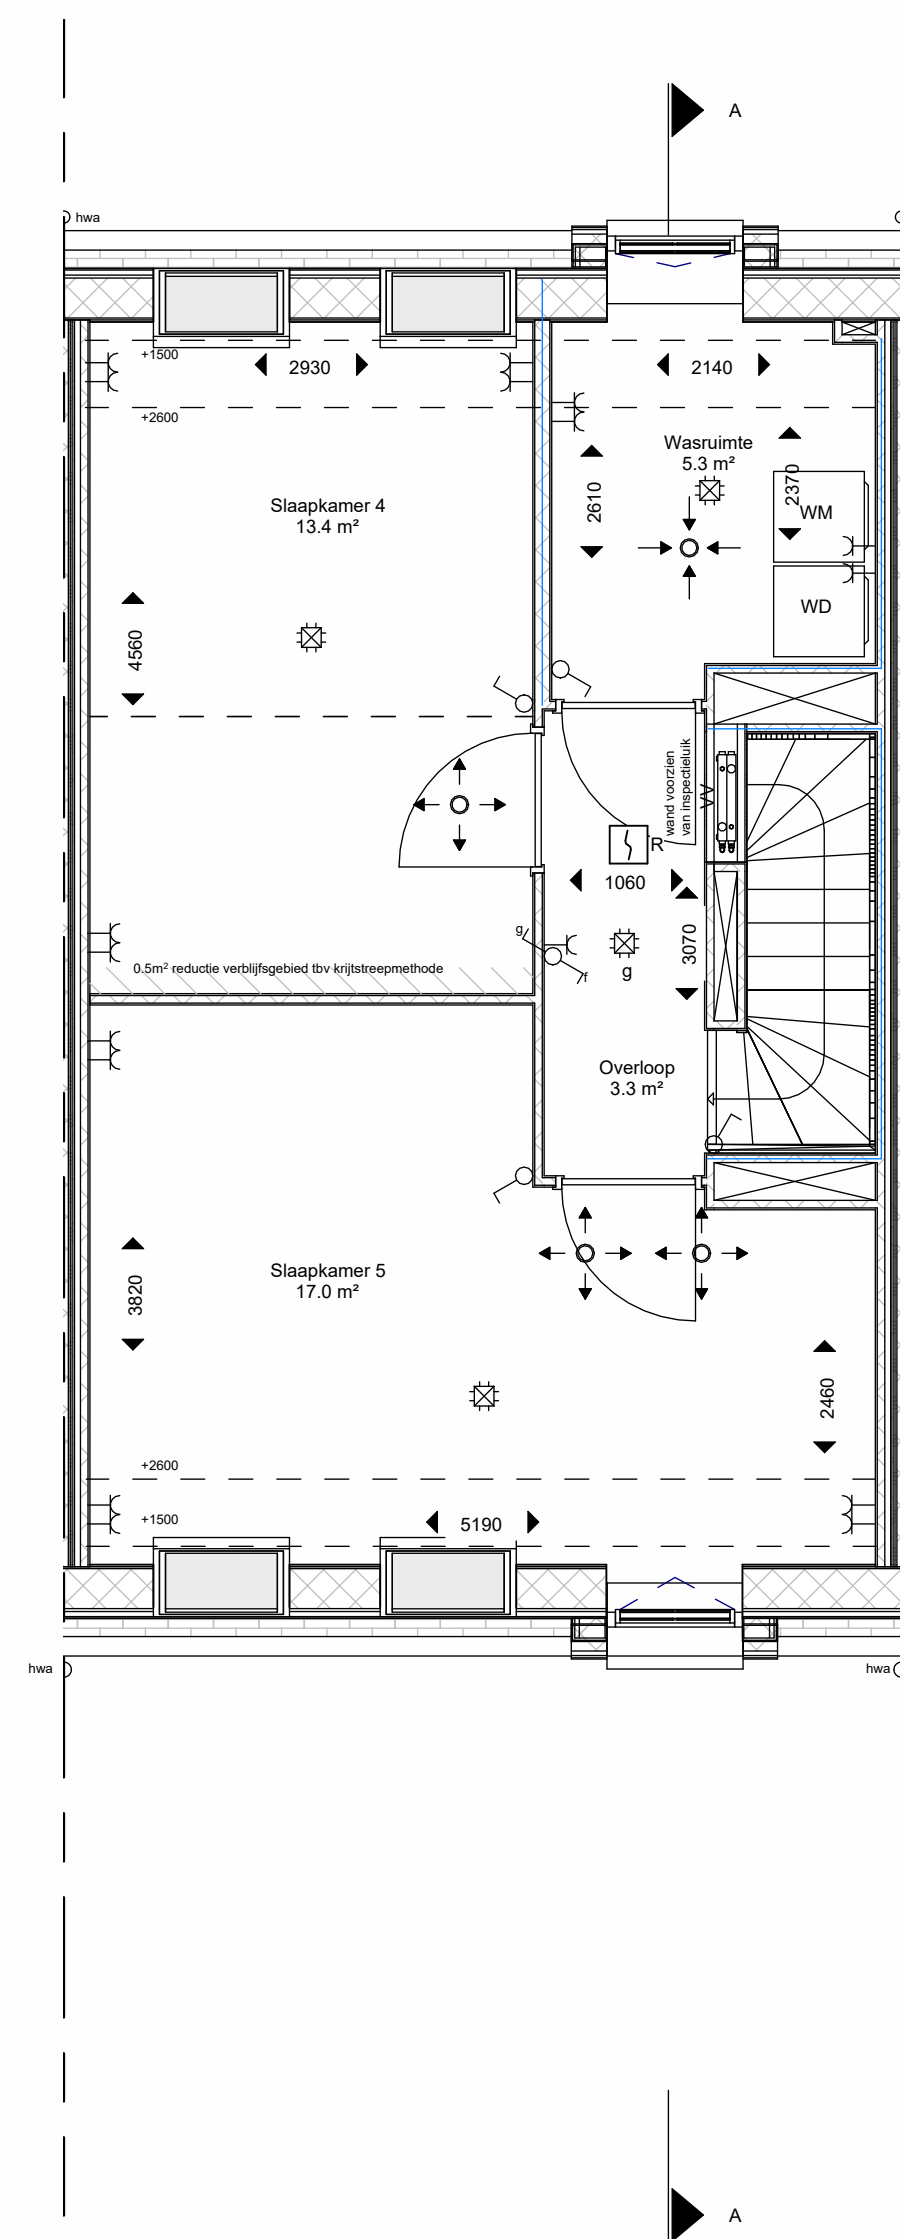 A
hwa
+1500
2930
2140
+2600
Wasruimte
5.3 m²
2370
2610
Slaapkamer 4
13.4 m²
WM
WD
4560
wand voorzien
van inspectieluik
R
1060
3070
g
f
g
0.5m² reductie verblijfsgebied tbv krijtstreepmethode
Overloop
3.3 m²
Slaapkamer 5
17.0 m²
3820
2460
+2600
+1500
5190
hwa
hwa
A